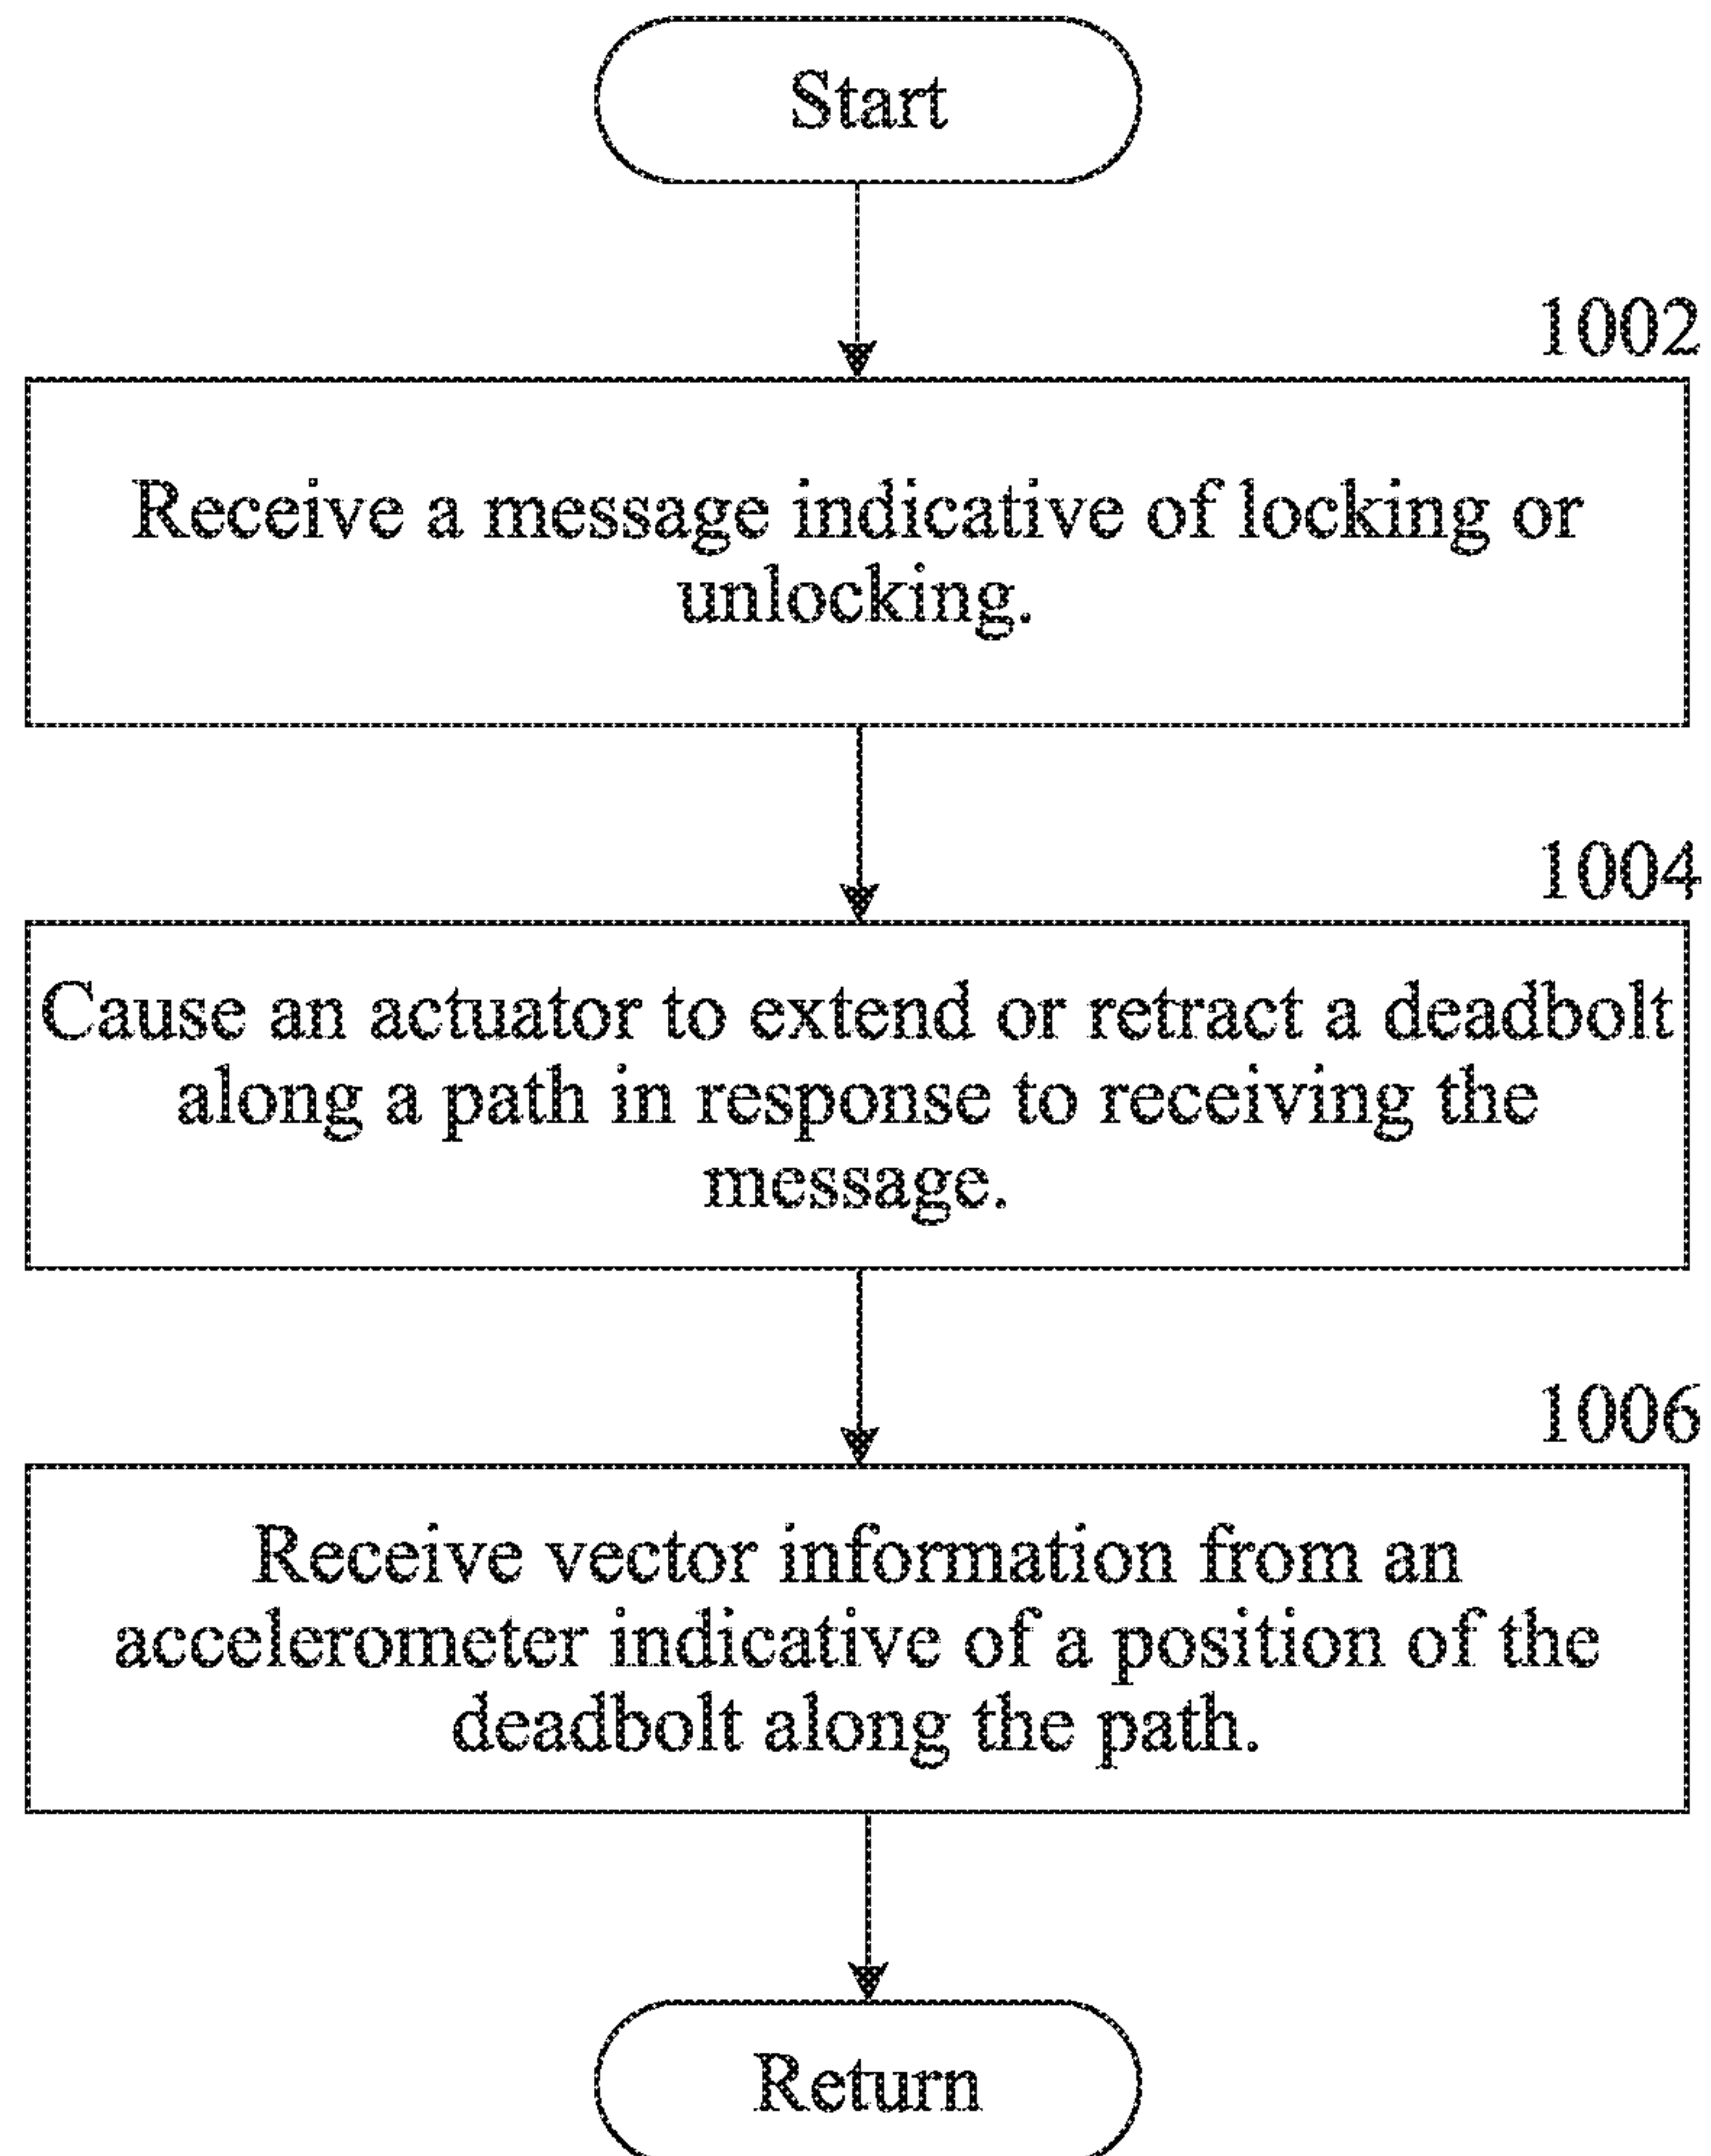 Start
1002
Receive a message indicative of locking or
unlocking.
1004
Cause an actuator to extend or retract a deadbolt
along a path in response to receiving the
message.
1006
Receive vector information from an
accelerometer indicative of a position of the
deadbolt along the path.
Return